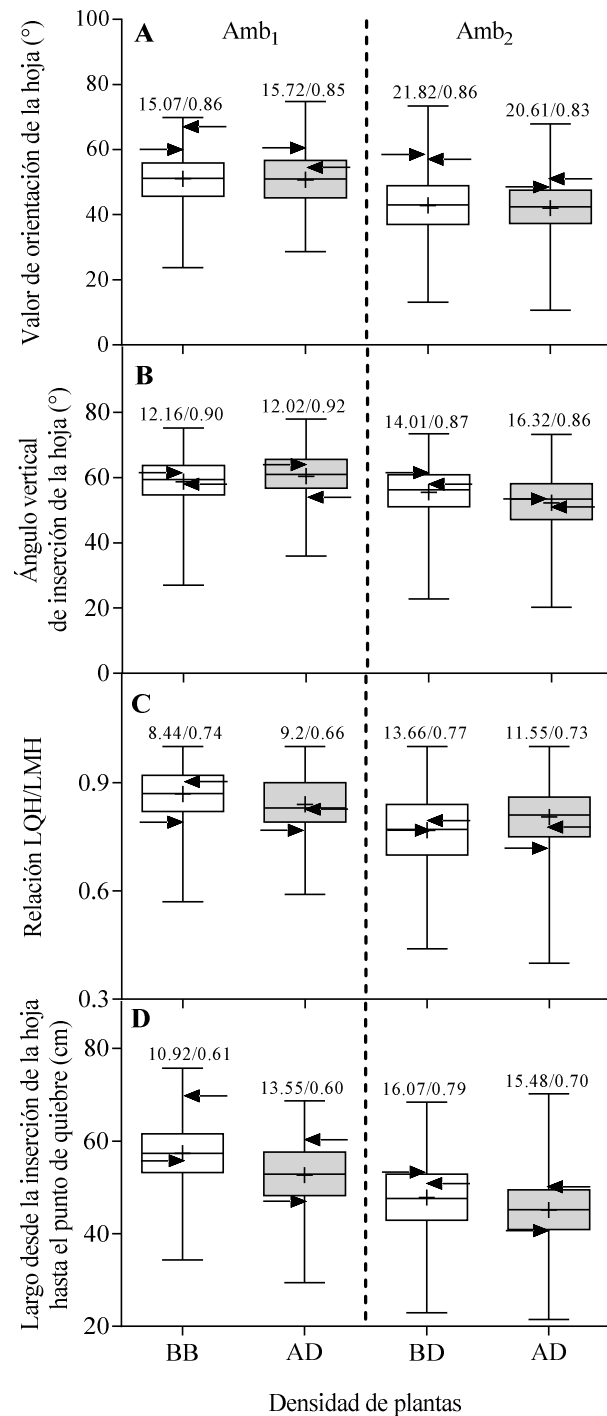 A
Amb1
Amb2
Valor de orientación de la hoja (°)
100
80
60
40
20
0
15.07/0.86
15.72/0.85
21.82/0.86
20.61/0.83
B
Ángulo vertical
de inserción de la hoja (°)
80
60
40
20
0
12.16/0.90
12.02/0.92
14.01/0.87
16.32/0.86
C
Relación LQH/LMH
0.9
0.6
0.3
8.44/0.74
9.2/0.66
13.66/0.77
11.55/0.73
D
Largo desde la inserción de la hoja
hasta el punto de quiebre (cm)
80
60
40
20
10.92/0.61
13.55/0.60
16.07/0.79
15.48/0.70
BB
AD
BD
AD
Densidad de plantas